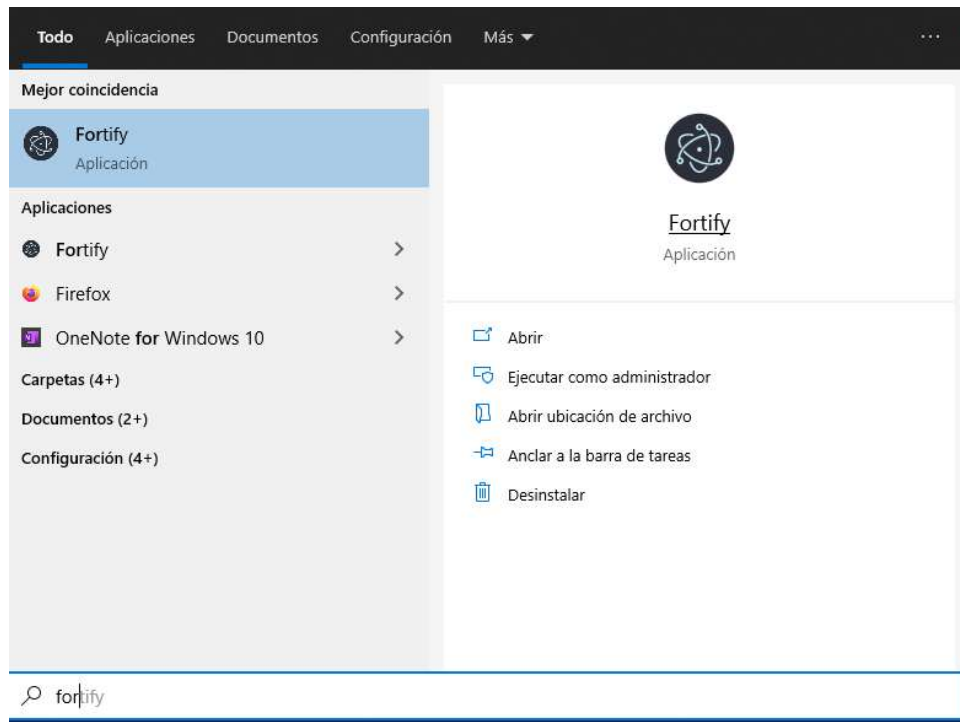 Todo Aplicaciones Documentos Configuración Más
Mejor coincidencia
Fortify
Aplicación
Aplicaciones
Fortify
Firefox
OneNote for Windows 10
Carpetas (4+)
Documentos (2+)
Configuración (4+)
Fortify
Aplicación
Abrir
Ejecutar como administrador
Abrir ubicación de archivo
Anclar a la barra de tareas
Desinstalar
fortify